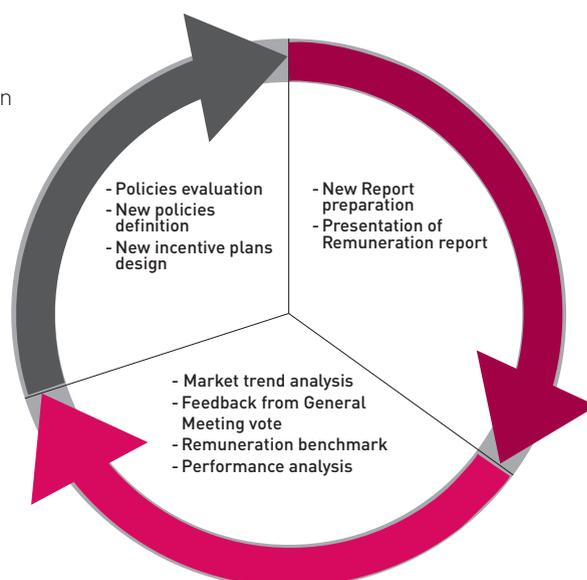 n
- Policies evaluation
- New policies
definition
- New incentive plans
design
- New Report
preparation
- Presentation of
Remuneration report
- Market trend analysis
- Feedback from General
Meeting vote
- Remuneration benchmark
- Performance analysis